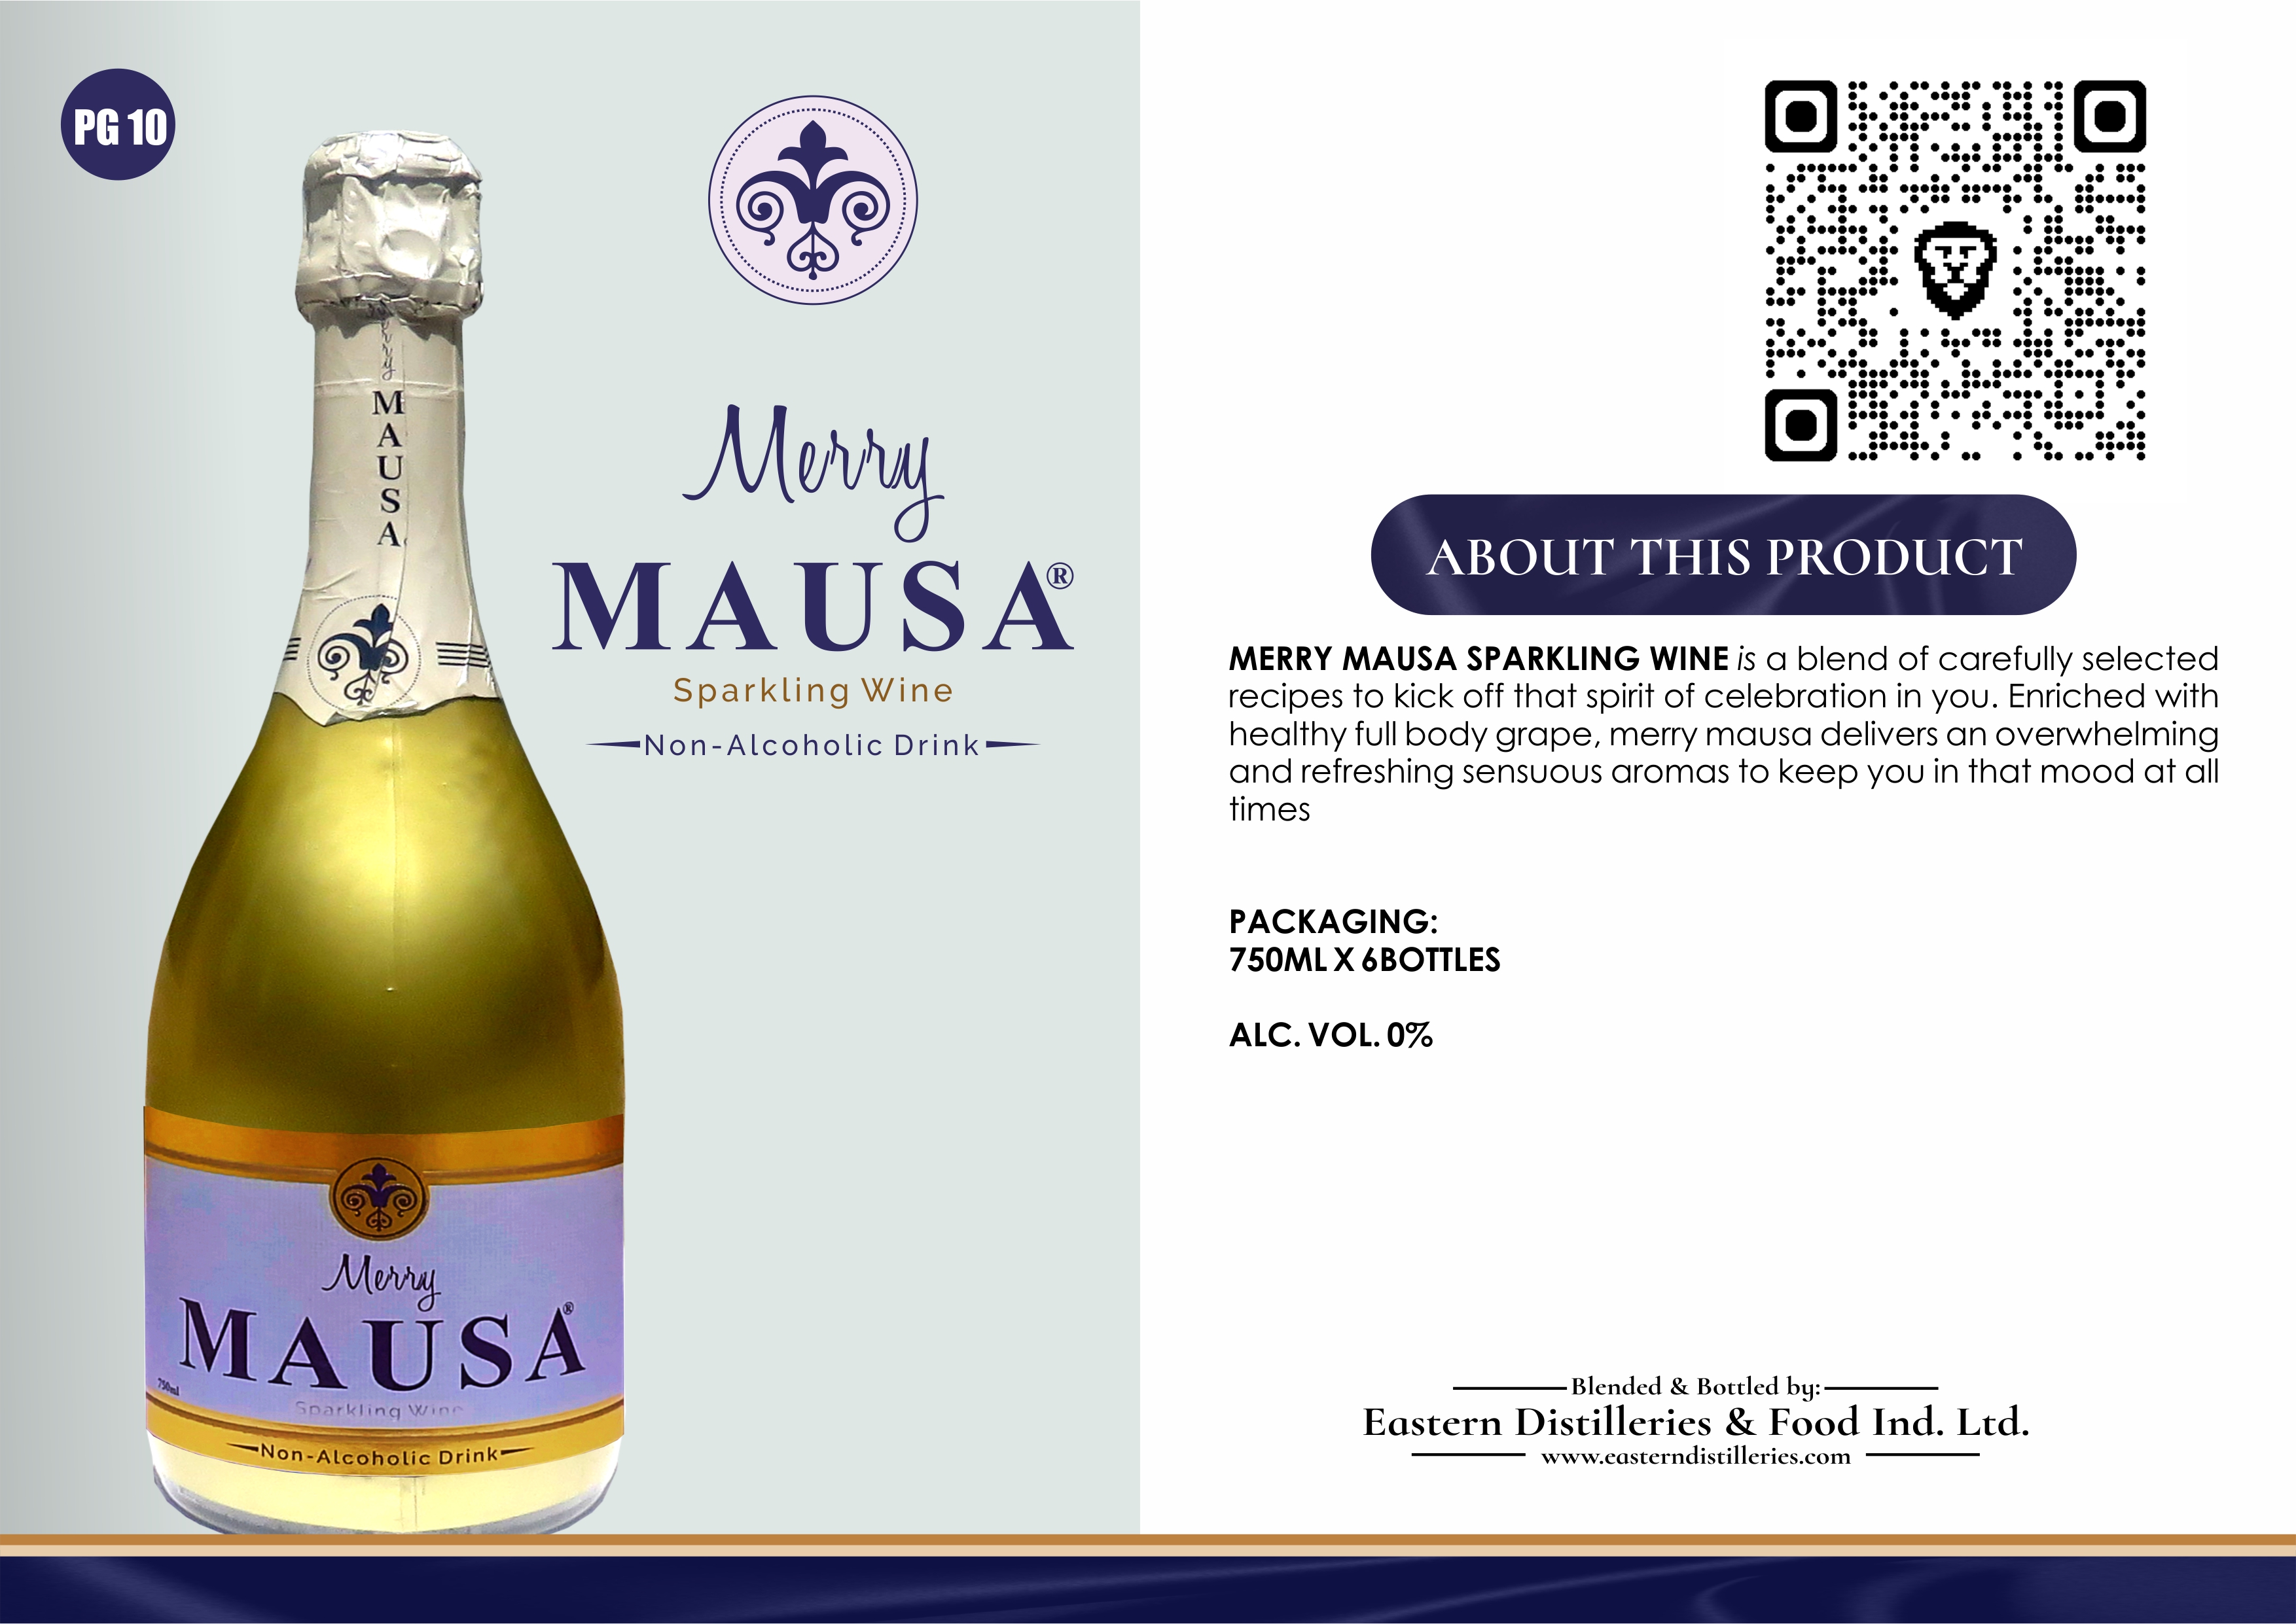 PG 10
Merry
MAUSA
Merry
MAUSA®
Sparkling Wine
Non-Alcoholic Drink
Merry
MAUSA®
750ml
Sparkling Wine
Non-Alcoholic Drink
ABOUT THIS PRODUCT
MERRY MAUSA SPARKLING WINE is a blend of carefully selected
recipes to kick off that spirit of celebration in you. Enriched with
healthy full body grape, merry mausa delivers an overwhelming
and refreshing sensuous aromas to keep you in that mood at all
times
PACKAGING:
750ML X 6BOTTLES
ALC. VOL. 0%
Blended & Bottled by:
Eastern Distilleries & Food Ind. Ltd.
www.easterndistilleries.com